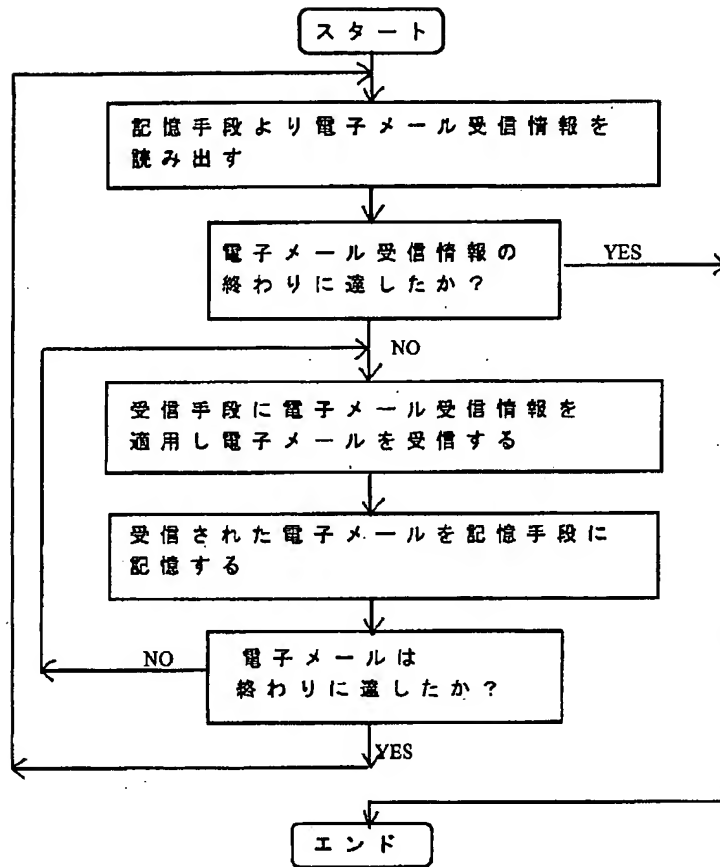 スタート
記憶手段より電子メール受信情報を
読み出す
電子メール受信情報の
終わりに達したか？
YES
NO
受信手段に電子メール受信情報を
適用し電子メールを受信する
受信された電子メールを記憶手段に
記憶する
電子メールは
終わりに達したか？
NO
YES
エンド